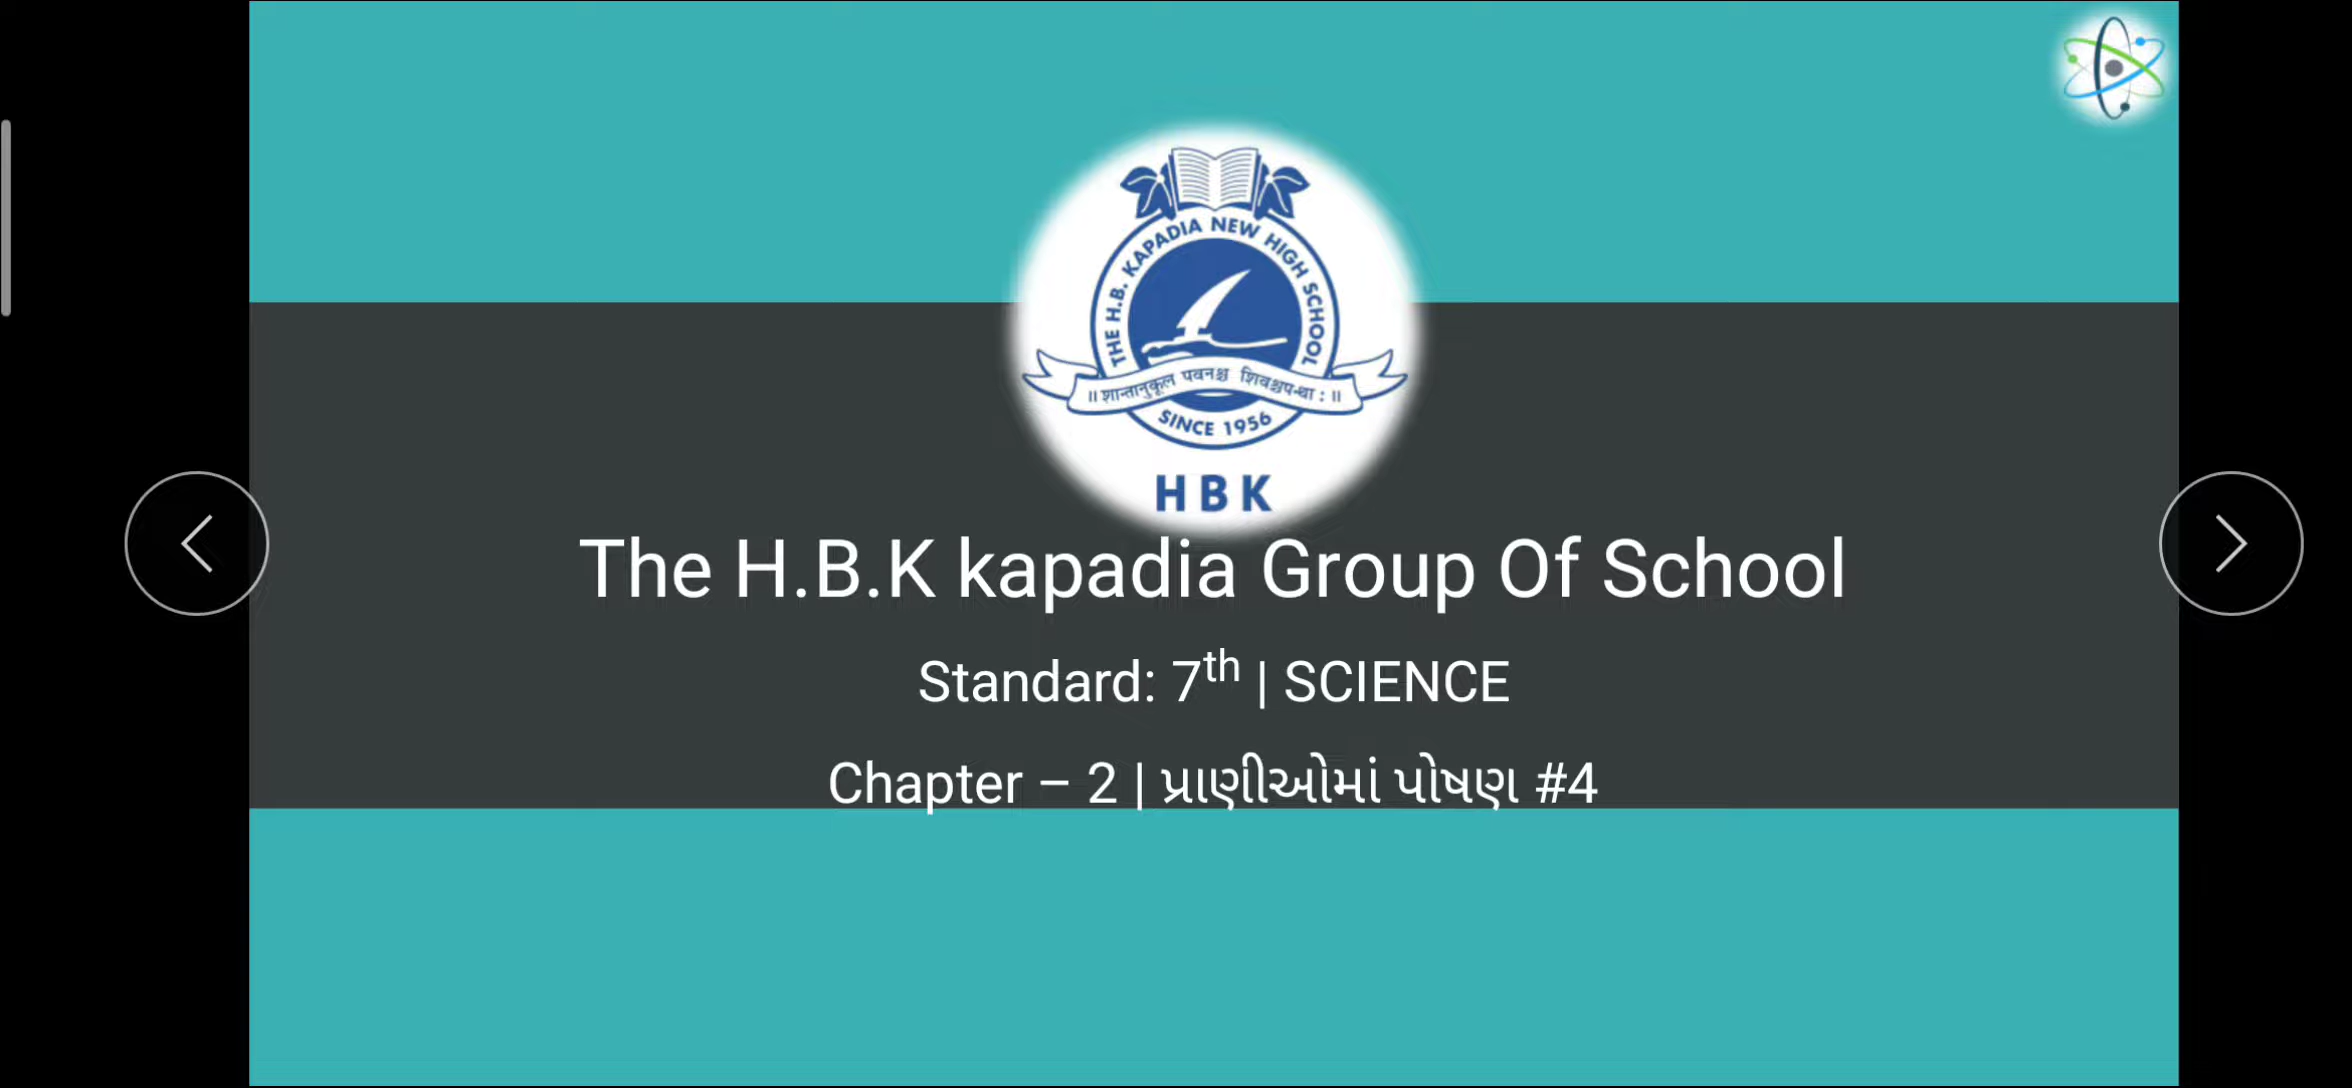 THE H.B. KAPADIA NEW HIGH SCHOOL
॥ शान्तानुकूल पवनश्च शिवश्चपन्था : ॥
SINCE 1956
HBK
The H.B.K kapadia Group Of School
Standard: 7th | SCIENCE
Chapter – 2 | પ્રાણીઓમાં પોષણ #4